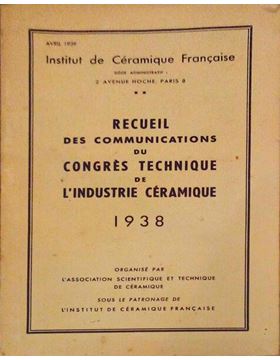 AVRIL 1939
Institut de Céramique Française
SIÈGE ADMINISTRATIF :
2 AVENUE HOCHE, PARIS 8
RECUEIL
DES COMMUNICATIONS
DU
CONGRÈS TECHNIQUE
DE
L'INDUSTRIE CÉRAMIQUE
1938
ORGANISÉ PAR
L'ASSOCIATION SCIENTIFIQUE ET TECHNIQUE
DE CÉRAMIQUE
SOUS LE PATRONAGE DE
L'INSTITUT DE CÉRAMIQUE FRANÇAISE